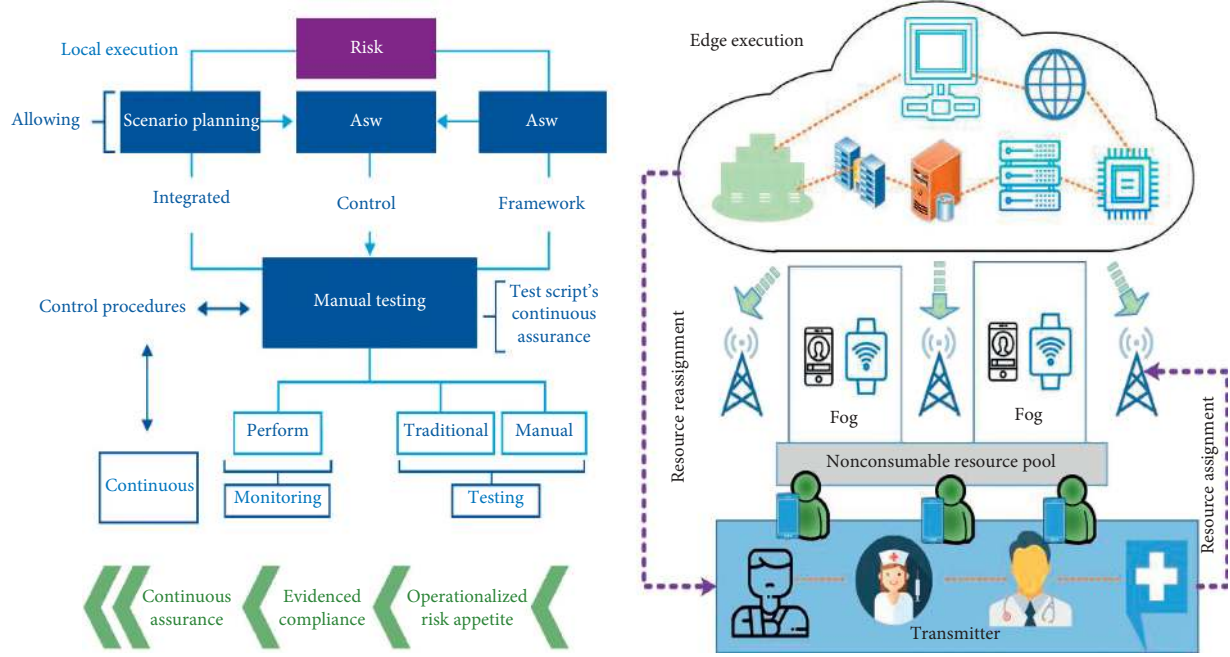 Local execution
Risk
Allowing
Scenario planning
Asw
Asw
Integrated
Control
Framework
Control procedures
Manual testing
Test script's
continuous
assurance
Perform
Traditional
Manual
Continuous
Monitoring
Testing
Continuous
assurance
Evidenced
compliance
Operationalized
risk appetite
Edge execution
Resource reassignment
Fog
Fog
Nonconsumable resource pool
Resource assignment
Transmitter